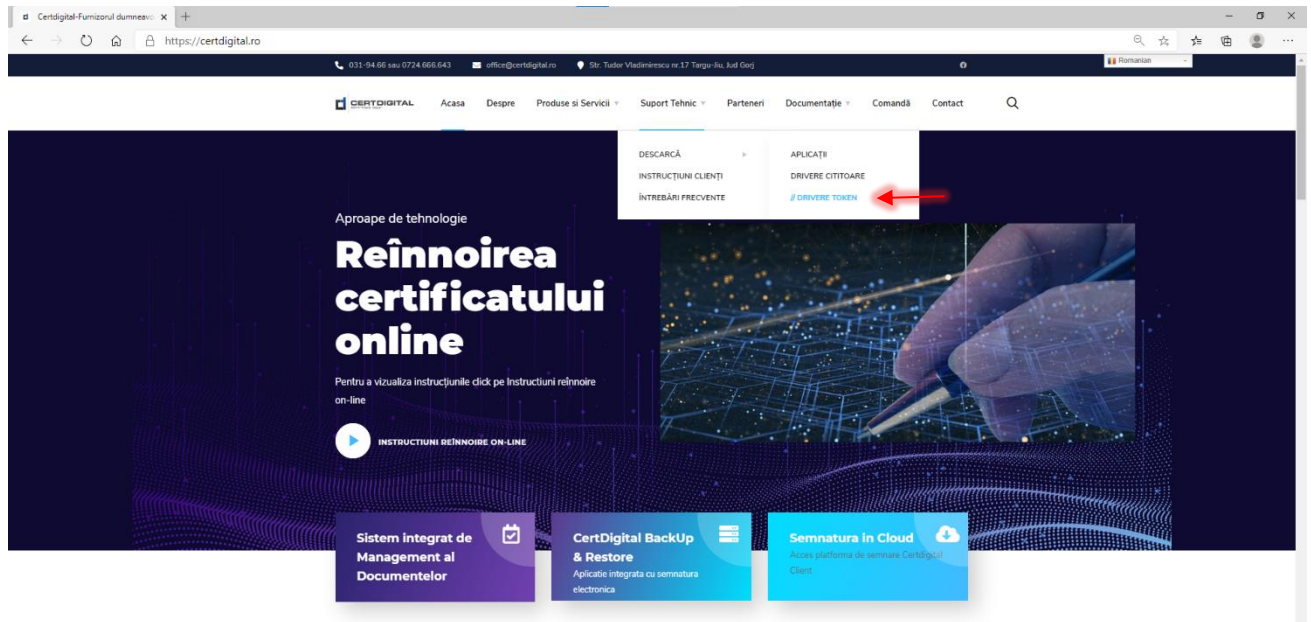 Certdigital-Furnizorul dumneavo
https://certdigital.ro
031-94.66 sau 0724.666.643 office@certdigital.ro Str. Tudor Vladimirescu nr.17 Targu-Jiu, Jud Gorj
Romanian
CERTDIGITAL Acasa Despre Produse si Servicii Suport Tehnic Parteneri Documentație Comandă Contact
DESCARCĂ APLICAȚII
INSTRUCȚIUNI CLIENȚI DRIVERE CITITOARE
ÎNTREBĂRI FRECVENTE // DRIVERE TOKEN
Aproape de tehnologie
Reînnoirea
certificatului
online
Pentru a vizualiza instrucțiunile click pe Instructiuni reînnoire
on-line
INSTRUCTIUNI REÎNNOIRE ON-LINE
Sistem integrat de
Management al
Documentelor
CertDigital BackUp
& Restore
Aplicatie integrata cu semnatura
electronica
Semnatura in Cloud
Acces platforma de semnare Certdigital
Client